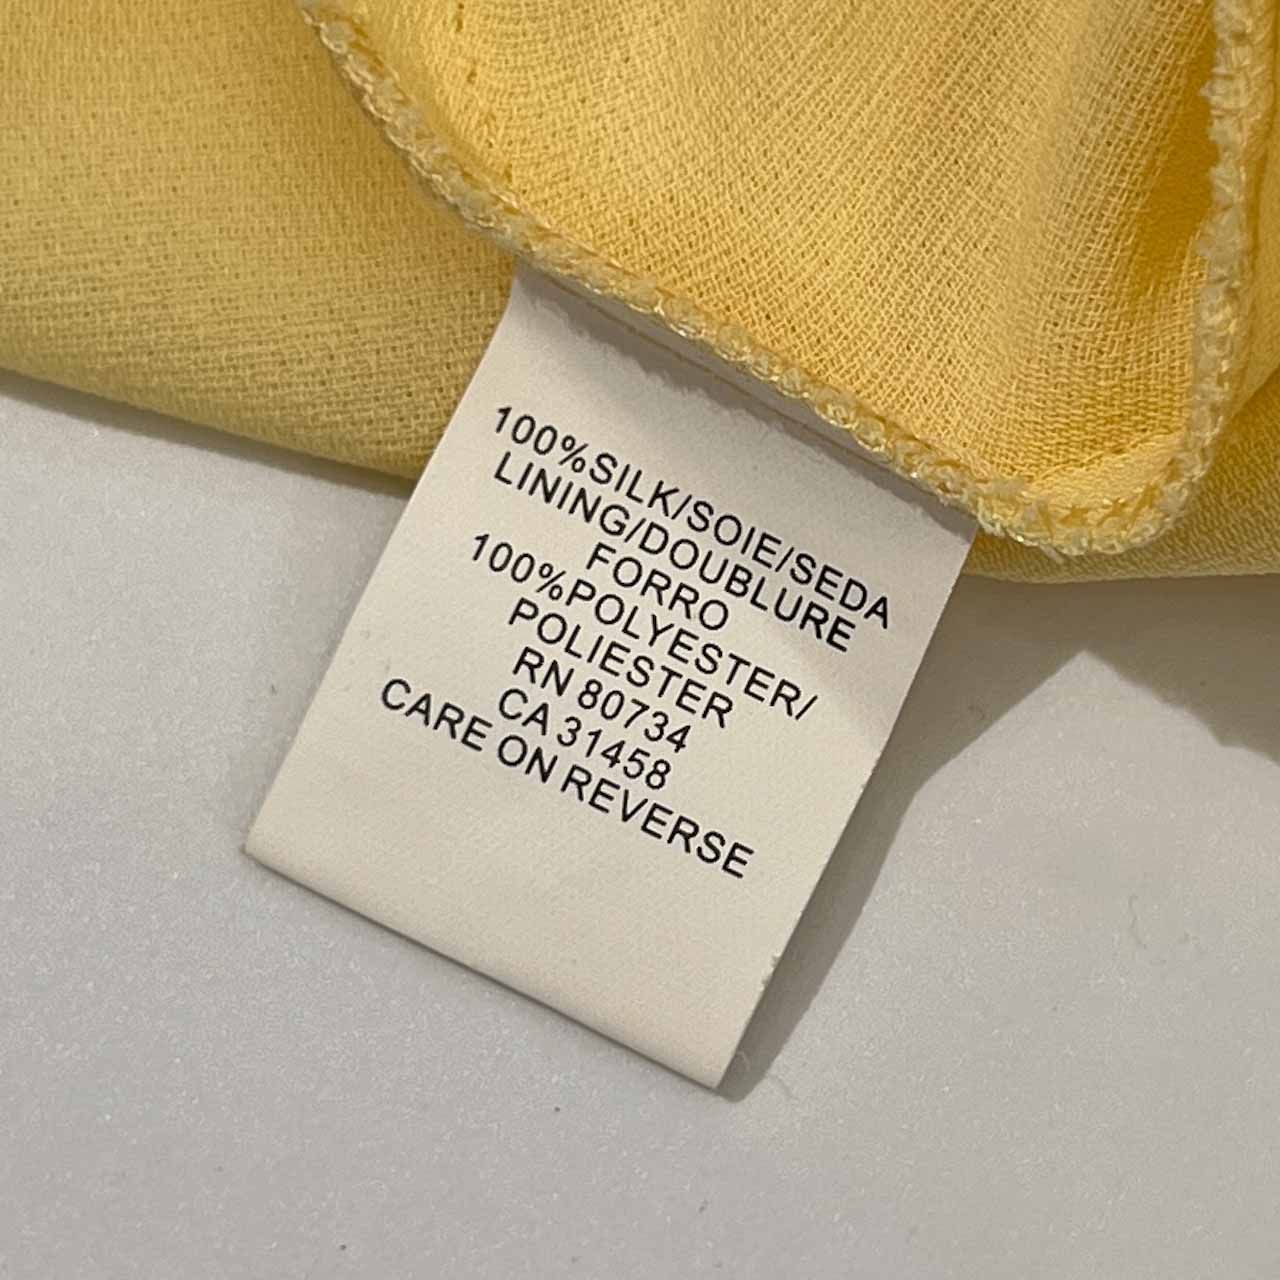 100%SILK/SOIE/SEDA
LINING/DOUBLURE
FORRO
100%POLYESTER/
POLIESTER
RN 80734
CA 31458
CARE ON REVERSE